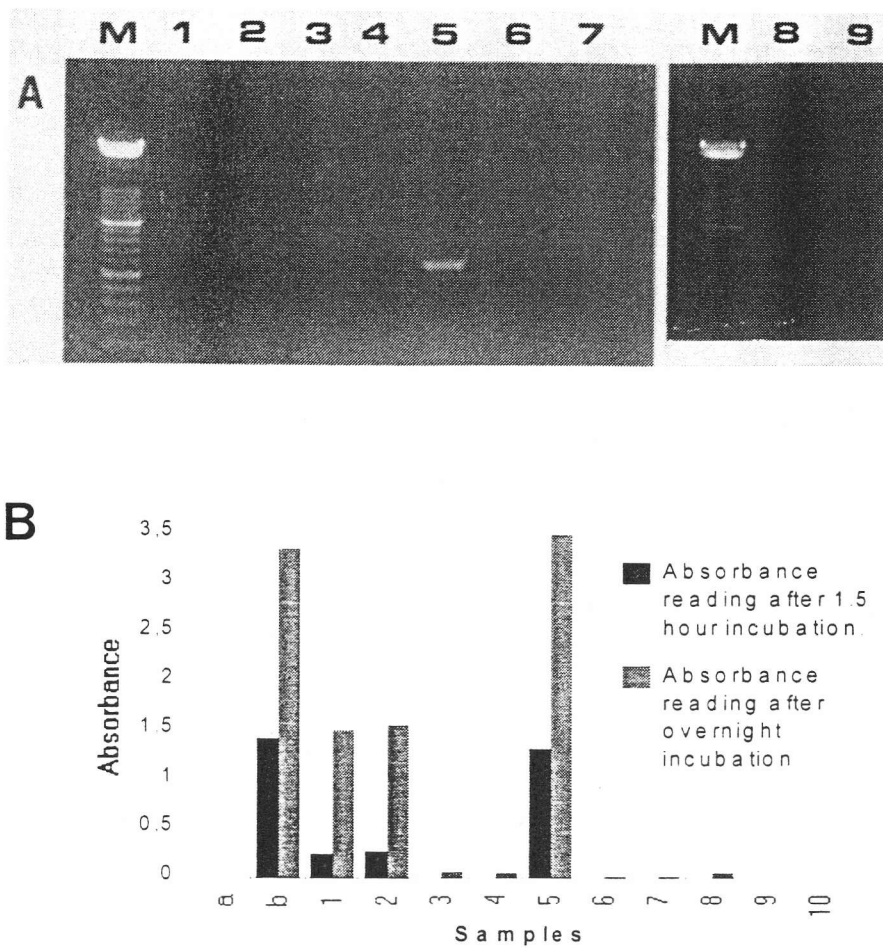 M 1 2 3 4 5 6 7 M 8 9
A
B
3,5
3
2,5
2
1,5
1
0,5
0
Absorbance
Absorbance
reading after 1.5
hour incubation.
Absorbance
reading after
overnight
incubation
a b 1 2 3 4 5 6 7 8 9 10
Samples